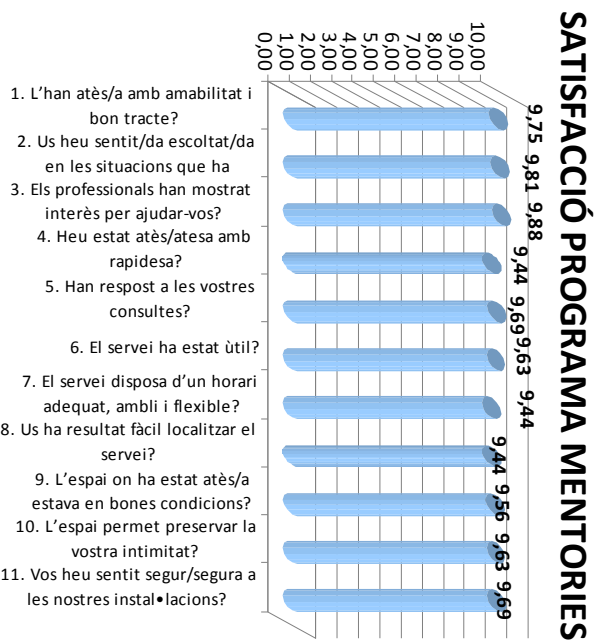 SATISFACCIÓ PROGRAMA MENTORIES
0,00
1,00
2,00
3,00
4,00
5,00
6,00
7,00
8,00
9,00
10,00
1. L’han atès/a amb amabilitat i
bon tracte?
9,75
2. Us heu sentit/da escoltat/da
en les situacions que ha
9,81
3. Els professionals han mostrat
interès per ajudar-vos?
9,88
4. Heu estat atès/atesa amb
rapidesa?
9,44
5. Han respost a les vostres
consultes?
9,69
6. El servei ha estat ùtil?
9,63
7. El servei disposa d’un horari
adequat, ambli i flexible?
9,44
8. Us ha resultat fàcil localitzar el
servei?
9,44
9. L’espai on ha estat atès/a
estava en bones condicions?
9,56
10. L’espai permet preservar la
vostra intimitat?
9,63
11. Vos heu sentit segur/segura a
les nostres instal•lacions?
9,69